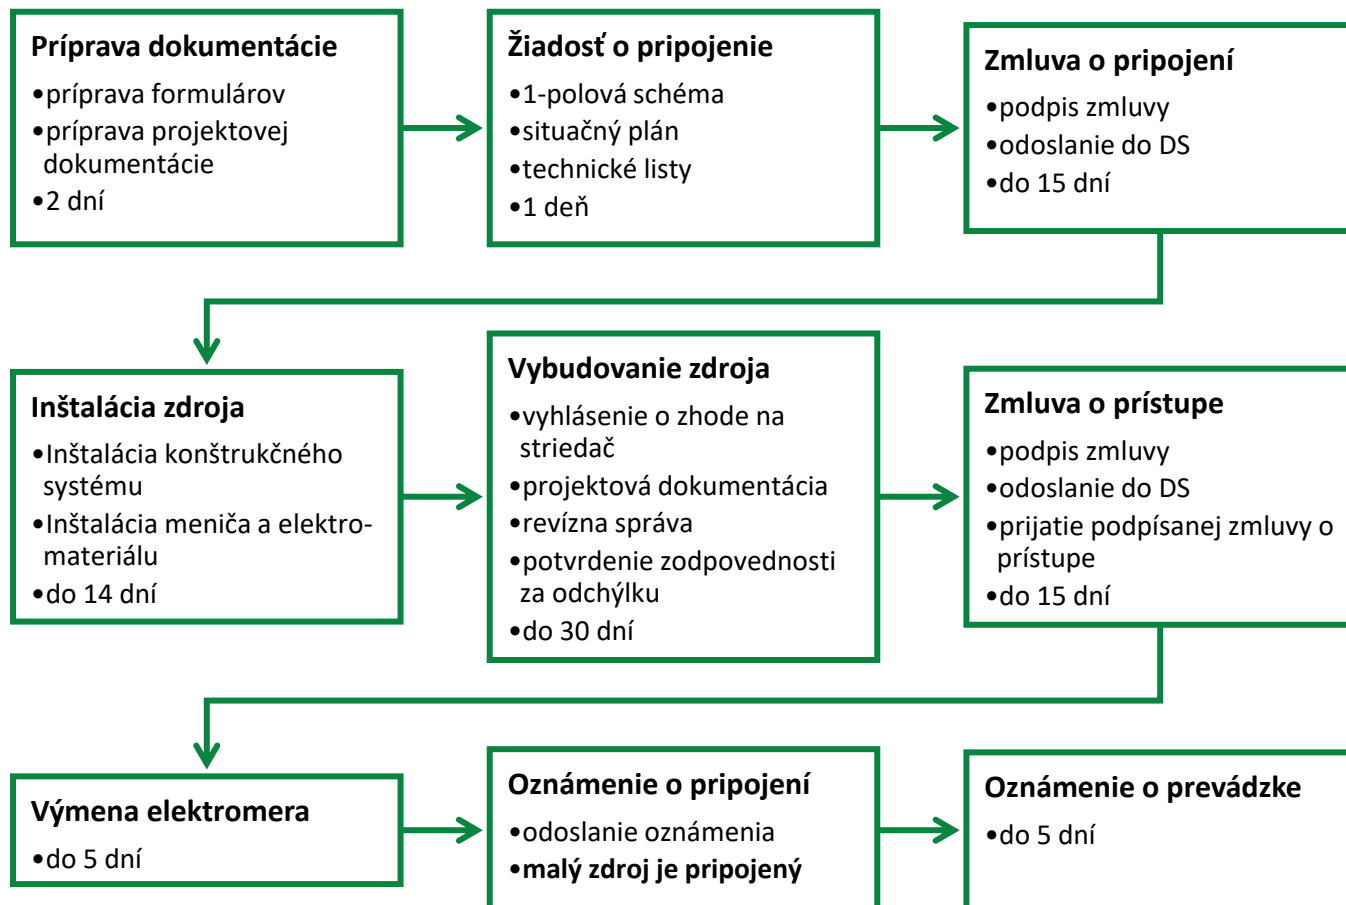 Príprava dokumentácie
•príprava formulárov
•príprava projektovej
dokumentácie
•2 dní
Žiadosť o pripojenie
•1-polová schéma
•situačný plán
•technické listy
•1 deň
Zmluva o pripojení
•podpis zmluvy
•odoslanie do DS
•do 15 dní
Inštalácia zdroja
•Inštalácia konštrukčného
systému
•Inštalácia meniča a elektro-
materiálu
•do 14 dní
Vybudovanie zdroja
•vyhlásenie o zhode na
striedač
•projektová dokumentácia
•revízna správa
•potvrdenie zodpovednosti
za odchýlku
•do 30 dní
Zmluva o prístupe
•podpis zmluvy
•odoslanie do DS
•prijatie podpísanej zmluvy o
prístupe
•do 15 dní
Výmena elektromera
•do 5 dní
Oznámenie o pripojení
•odoslanie oznámenia
•malý zdroj je pripojený
Oznámenie o prevádzke
•do 5 dní